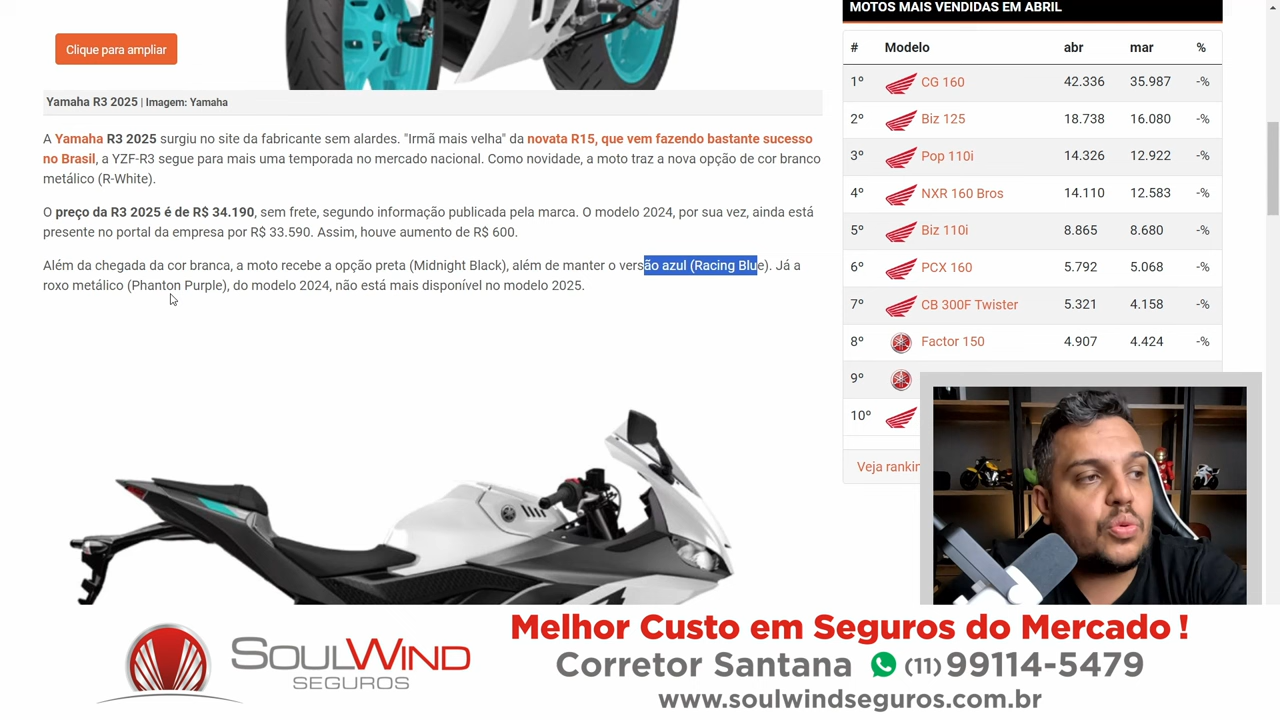 Clique para ampliar
Yamaha R3 2025 | Imagem: Yamaha
A Yamaha R3 2025 surgiu no site da fabricante sem alardes. "Irmã mais velha" da novata R15, que vem fazendo bastante sucesso
no Brasil, a YZF-R3 segue para mais uma temporada no mercado nacional. Como novidade, a moto traz a nova opção de cor branco
metálico (R-White).
O preço da R3 2025 é de R$ 34.190, sem frete, segundo informação publicada pela marca. O modelo 2024, por sua vez, ainda está
presente no portal da empresa por R$ 33.590. Assim, houve aumento de R$ 600.
Além da chegada da cor branca, a moto recebe a opção preta (Midnight Black), além de manter o versão azul (Racing Blue). Já a
roxo metálico (Phanton Purple), do modelo 2024, não está mais disponível no modelo 2025.
MOTOS MAIS VENDIDAS EM ABRIL
# Modelo abr mar %
1º CG 160 42.336 35.987 -%
2º Biz 125 18.738 16.080 -%
3º Pop 110i 14.326 12.922 -%
4º NXR 160 Bros 14.110 12.583 -%
5º Biz 110i 8.865 8.680 -%
6º PCX 160 5.792 5.068 -%
7º CB 300F Twister 5.321 4.158 -%
8º Factor 150 4.907 4.424 -%
9º
10º
Veja
SOULWIND
SEGUROS
Melhor Custo em Seguros do Mercado !
Corretor Santana (11) 99114-5479
www.soulwindseguros.com.br